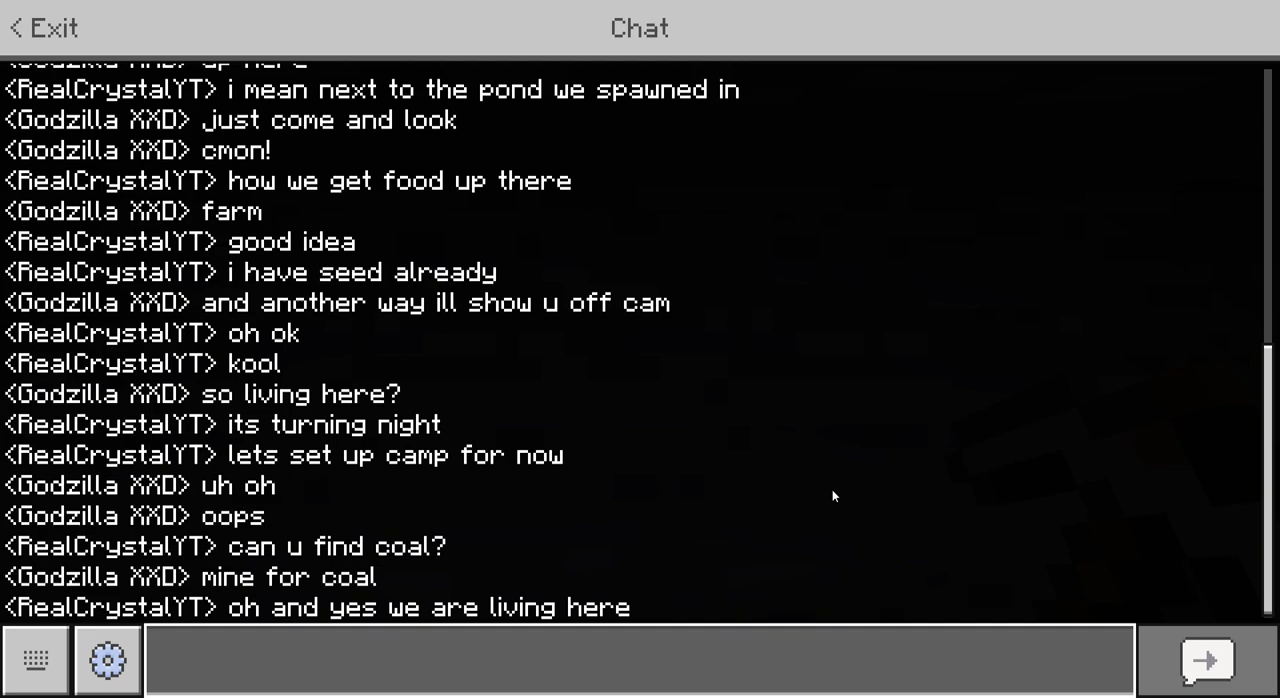 < Exit
Chat
<RealCrystalYT> i mean next to the pond we spawned in
<Godzilla XXD> just come and look
<Godzilla XXD> cmon!
<RealCrystalYT> how we get food up there
<Godzilla XXD> farm
<RealCrystalYT> good idea
<RealCrystalYT> i have seed already
<Godzilla XXD> and another way ill show u off cam
<RealCrystalYT> oh ok
<RealCrystalYT> kool
<Godzilla XXD> so living here?
<RealCrystalYT> its turning night
<RealCrystalYT> lets set up camp for now
<Godzilla XXD> uh oh
<Godzilla XXD> oops
<RealCrystalYT> can u find coal?
<Godzilla XXD> mine for coal
<RealCrystalYT> oh and yes we are living here